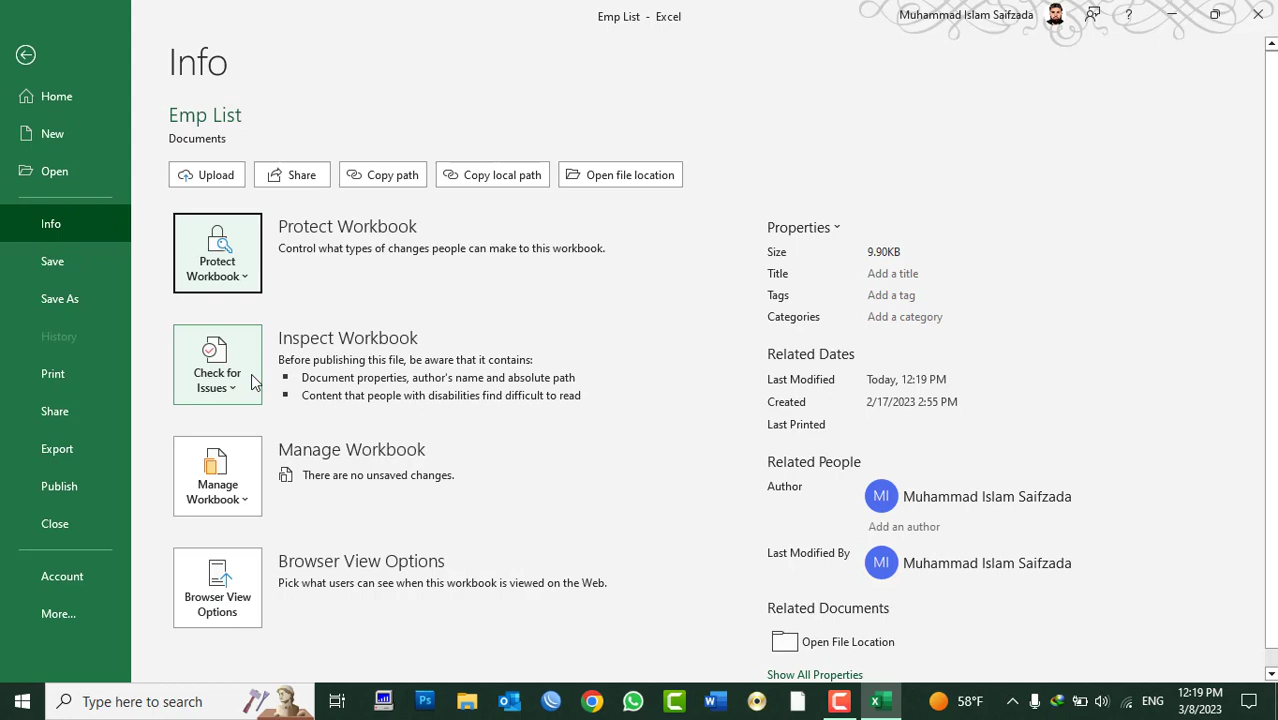 Emp List - Excel
Muhammad Islam Saifzada
?
Info
Home
New
Open
Info
Save
Save As
History
Print
Share
Export
Publish
Close
Account
More...
Emp List
Documents
Upload
Share
Copy path
Copy local path
Open file location
Protect
Workbook
Protect Workbook
Control what types of changes people can make to this workbook.
Check for
Issues
Inspect Workbook
Before publishing this file, be aware that it contains:
Document properties, author's name and absolute path
Content that people with disabilities find difficult to read
Manage
Workbook
Manage Workbook
There are no unsaved changes.
Browser View
Options
Browser View Options
Pick what users can see when this workbook is viewed on the Web.
Properties
Size 9.90KB
Title Add a title
Tags Add a tag
Categories Add a category
Related Dates
Last Modified Today, 12:19 PM
Created 2/17/2023 2:55 PM
Last Printed
Related People
Author MI Muhammad Islam Saifzada
Add an author
Last Modified By MI Muhammad Islam Saifzada
Related Documents
Open File Location
Show All Properties
Type here to search
Ps
58°F
ENG
12:19 PM
3/8/2023